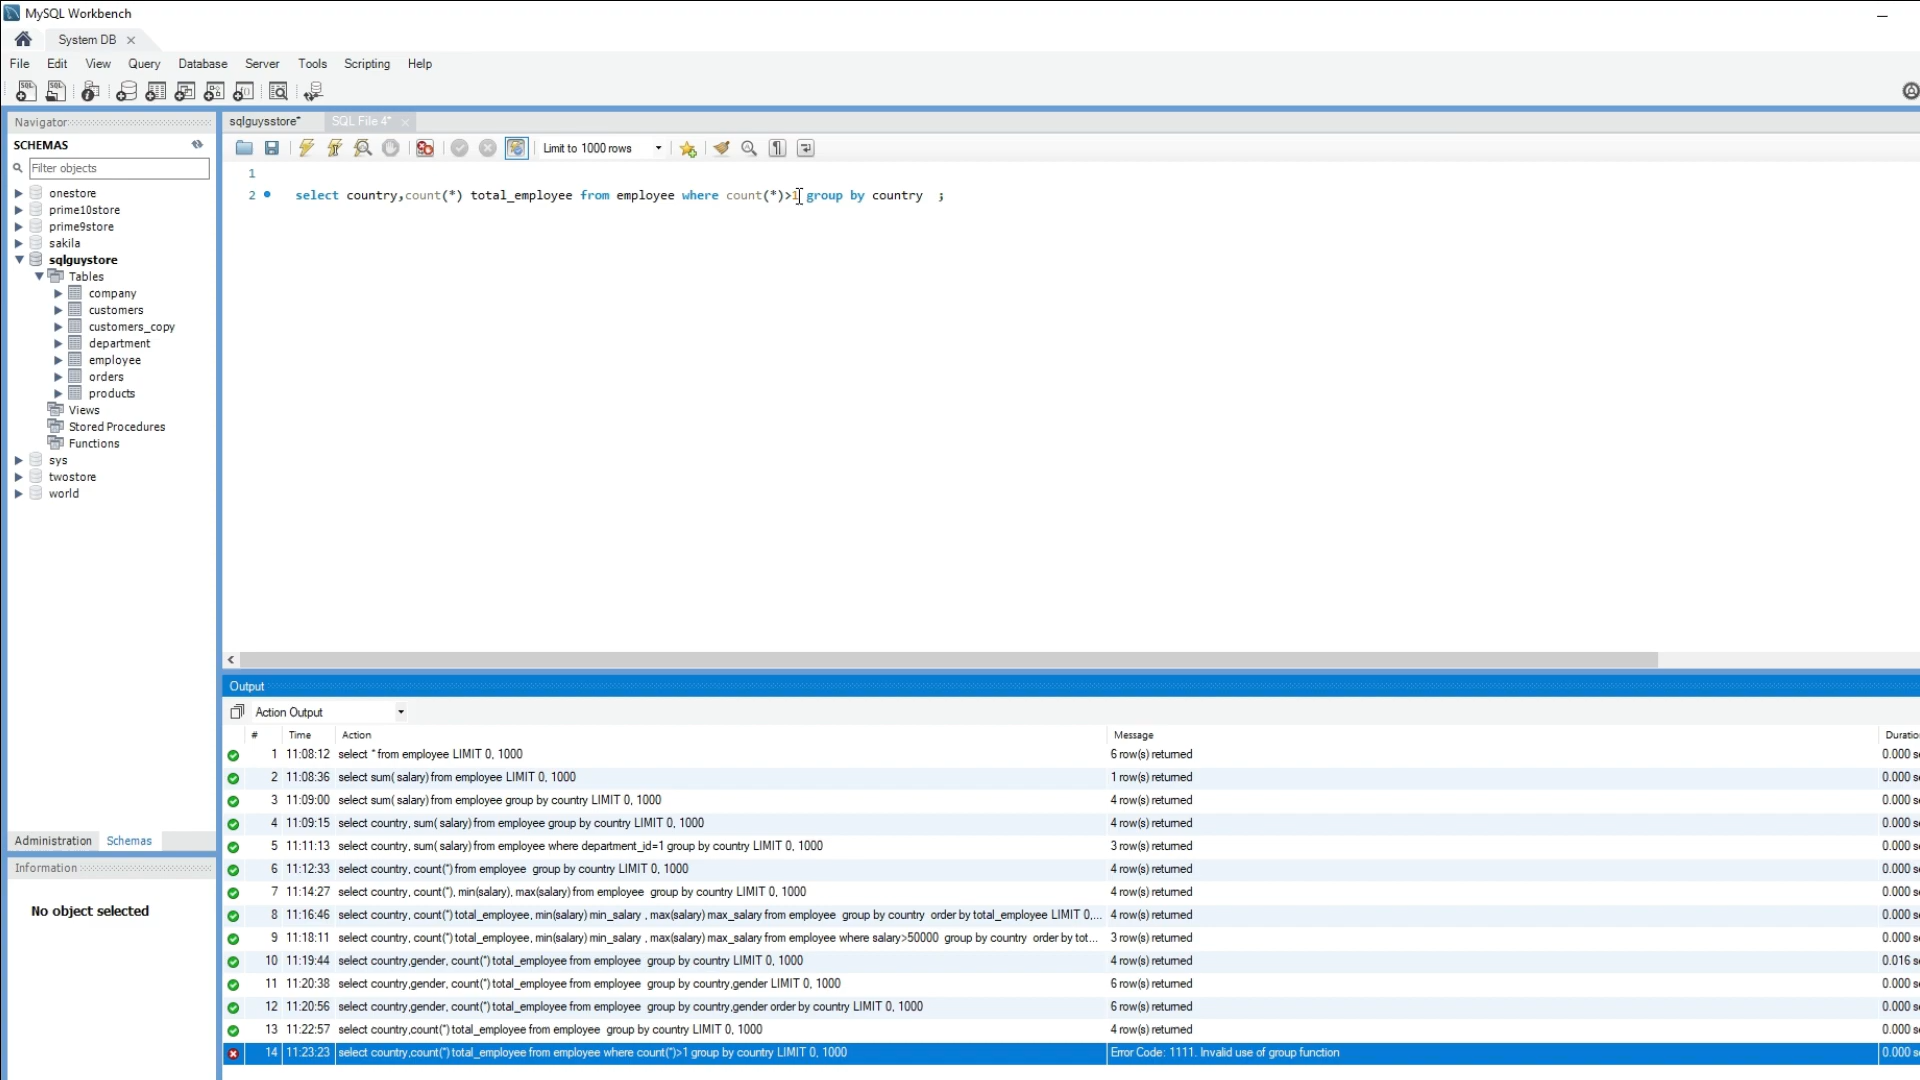 MySQL Workbench
System DB
File Edit View Query Database Server Tools Scripting Help
Navigator
SCHEMAS
Filter objects
onestore
prime10store
prime9store
sakila
sqlguystore
Tables
company
customers
customers_copy
department
employee
orders
products
Views
Stored Procedures
Functions
sys
twostore
world
Administration Schemas
Information
No object selected
sqlguysstore* SQL File 4*
Limit to 1000 rows
1
2 select country,count(*) total_employee from employee where count(*)>1 group by country ;
Output
Action Output
# Time Action Message Duratio
1 11:08:12 select * from employee LIMIT 0, 1000 6 row(s) returned 0.000 se
2 11:08:36 select sum( salary) from employee LIMIT 0, 1000 1 row(s) returned 0.000 se
3 11:09:00 select sum( salary) from employee group by country LIMIT 0, 1000 4 row(s) returned 0.000 se
4 11:09:15 select country, sum( salary) from employee group by country LIMIT 0, 1000 4 row(s) returned 0.000 se
5 11:11:13 select country, sum( salary) from employee where department_id=1 group by country LIMIT 0, 1000 3 row(s) returned 0.000 se
6 11:12:33 select country, count(*) from employee group by country LIMIT 0, 1000 4 row(s) returned 0.000 se
7 11:14:27 select country, count(*), min(salary), max(salary) from employee group by country LIMIT 0, 1000 4 row(s) returned 0.000 se
8 11:16:46 select country, count(*) total_employee, min(salary) min_salary , max(salary) max_salary from employee group by country order by total_employee LIMIT 0,... 4 row(s) returned 0.000 se
9 11:18:11 select country, count(*) total_employee, min(salary) min_salary , max(salary) max_salary from employee where salary>50000 group by country order by tot... 3 row(s) returned 0.000 se
10 11:19:44 select country,gender, count(*) total_employee from employee group by country LIMIT 0, 1000 4 row(s) returned 0.016 se
11 11:20:38 select country,gender, count(*) total_employee from employee group by country,gender LIMIT 0, 1000 6 row(s) returned 0.000 se
12 11:20:56 select country,gender, count(*) total_employee from employee group by country,gender order by country LIMIT 0, 1000 6 row(s) returned 0.000 se
13 11:22:57 select country,count(*) total_employee from employee group by country LIMIT 0, 1000 4 row(s) returned 0.000 se
14 11:23:23 select country,count(*) total_employee from employee where count(*)>1 group by country LIMIT 0, 1000 Error Code: 1111. Invalid use of group function 0.000 se